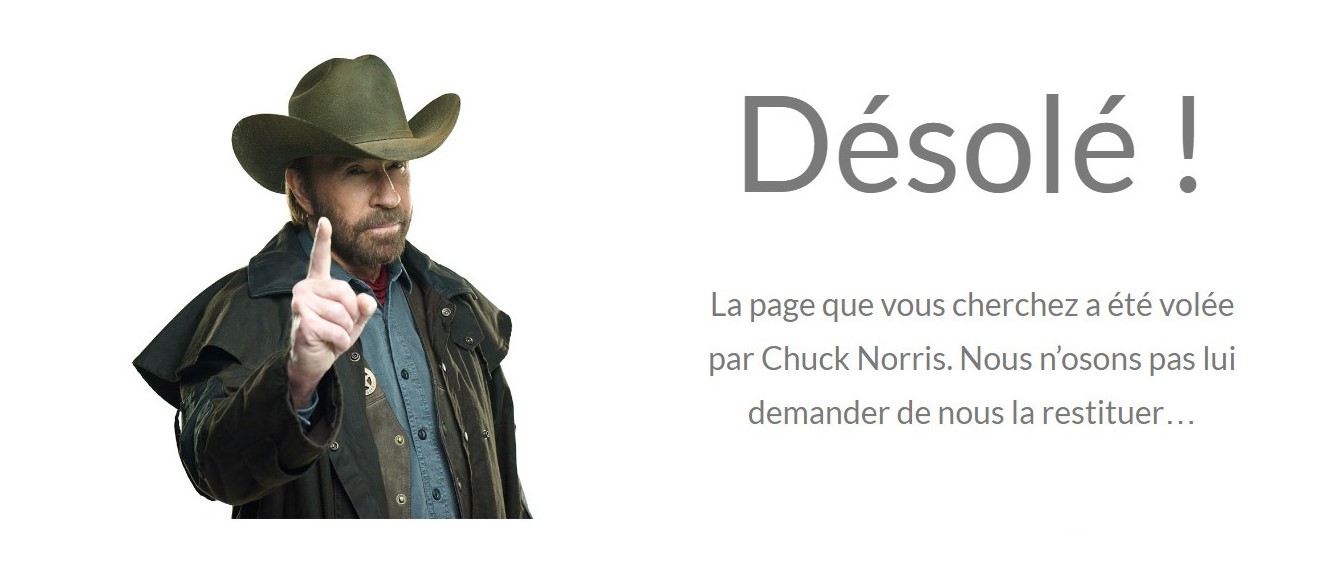 Désolé !
La page que vous cherchez a été volée
par Chuck Norris. Nous n’osons pas lui
demander de nous la restituer…